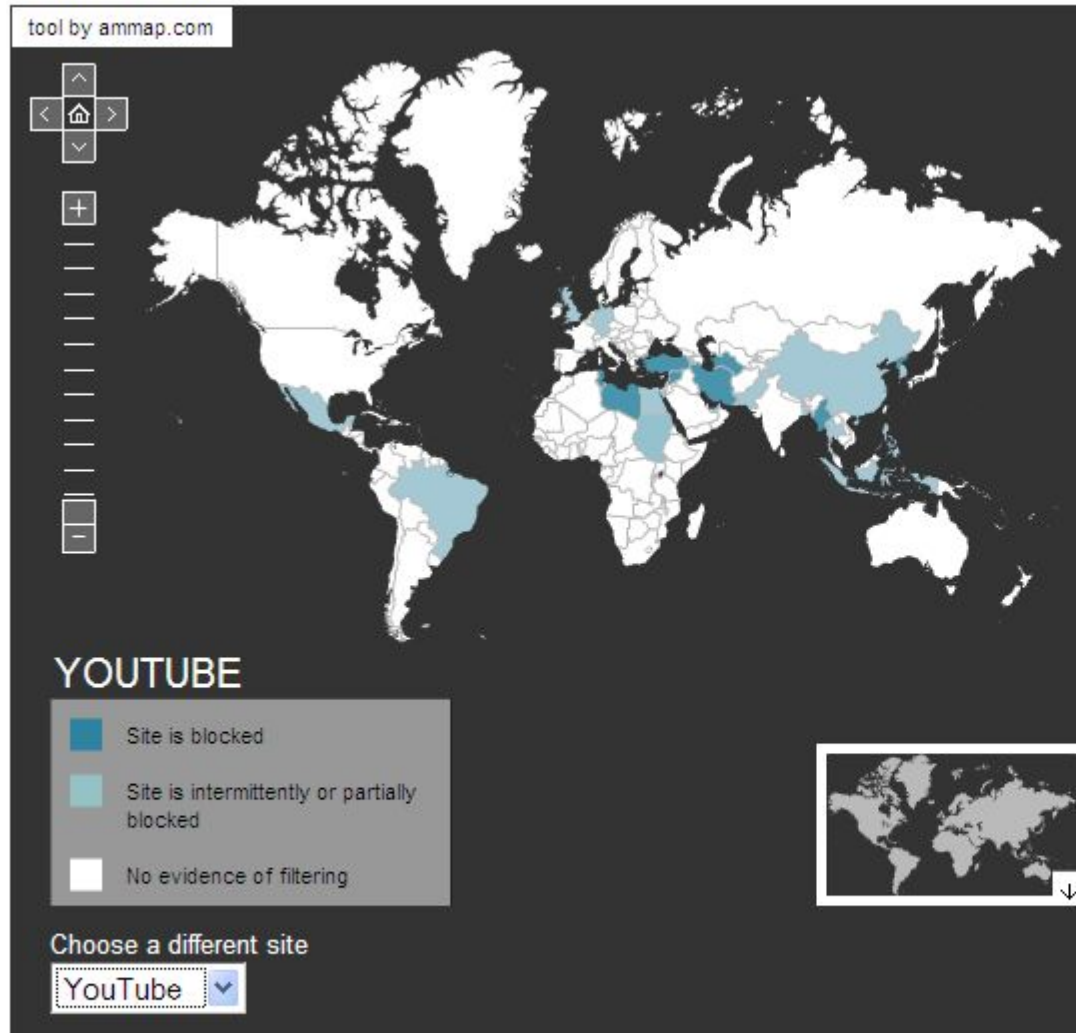 tool by ammap.com
YOUTUBE
Site is blocked
Site is intermittently or partially
blocked
No evidence of filtering
Choose a different site
YouTube